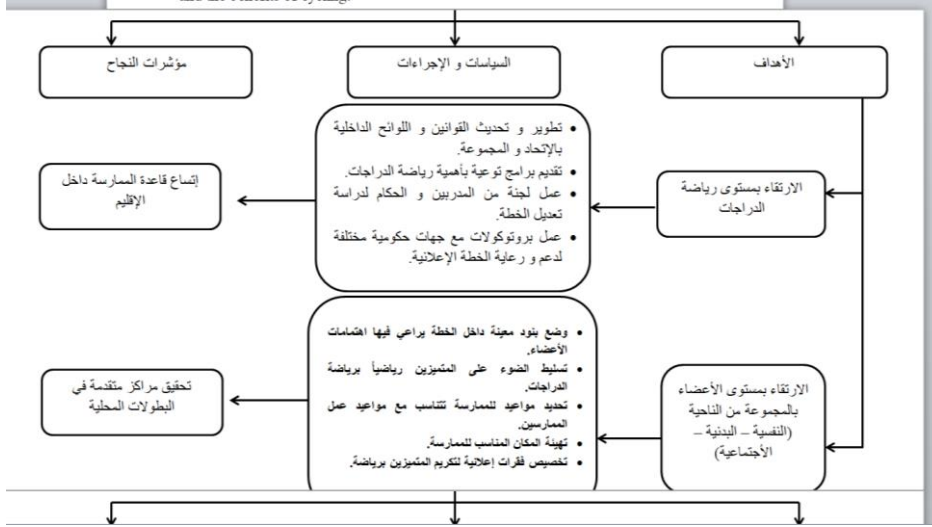 الأهداف
السياسات و الإجراءات
مؤشرات النجاح
الارتقاء بمستوى رياضة
الدراجات
• تطوير و تحديث القوانين و اللوائح الداخلية
بالإتحاد و المجموعة.
• تقديم برامج توعية بأهمية رياضة الدراجات.
• عمل لجنة من المدربين و الحكام لدراسة
تعديل الخطة.
• عمل بروتوكولات مع جهات حكومية مختلفة
لدعم و رعاية الخطة الإعلانية.
إتساع قاعدة الممارسة داخل
الإقليم
الارتقاء بمستوى الأعضاء
بالمجموعة من الناحية
(النفسية – البدنية –
الأجتماعية)
• وضع بنود معينة داخل الخطة يراعي فيها اهتمامات
الأعضاء.
• تسليط الضوء على المتميزين رياضياً برياضة
الدراجات.
• تحديد مواعيد للممارسة تتناسب مع مواعيد عمل
الممارسين.
• تهيئة المكان المناسب للممارسة.
• تخصيص فقرات إعلانية لتكريم المتميزين برياضة.
تحقيق مراكز متقدمة في
البطولات المحلية